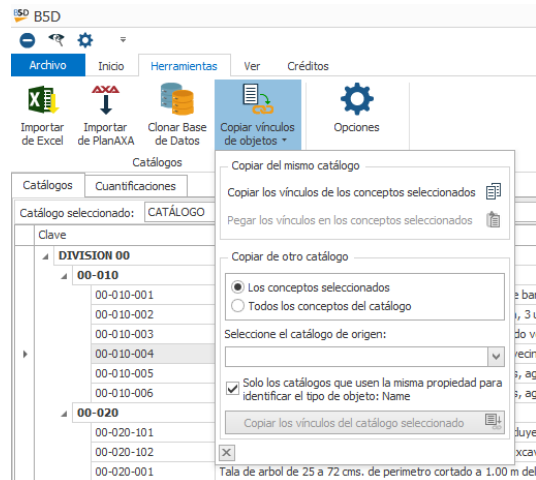 B5D B5D
Archivo Inicio Herramientas Ver Créditos
AXA
Importar de Excel
Importar de PlanAXA
Clonar Base de Datos
Copiar vínculos de objetos
Opciones
Catálogos
Catálogos Cuantificaciones
Catálogo seleccionado: CATÁLOGO
Clave
DIVISION 00
00-010
00-010-001
00-010-002
00-010-003
00-010-004
00-010-005
00-010-006
00-020
00-020-101
00-020-102
00-020-001 Tala de arbol de 25 a 72 cms. de perimetro cortado a 1.00 m del
Copiar del mismo catálogo
Copiar los vínculos de los conceptos seleccionados
Pegar los vínculos en los conceptos seleccionados
Copiar de otro catálogo
Los conceptos seleccionados
Todos los conceptos del catálogo
Seleccione el catálogo de origen:
Solo los catálogos que usen la misma propiedad para
identificar el tipo de objeto: Name
Copiar los vínculos del catálogo seleccionado